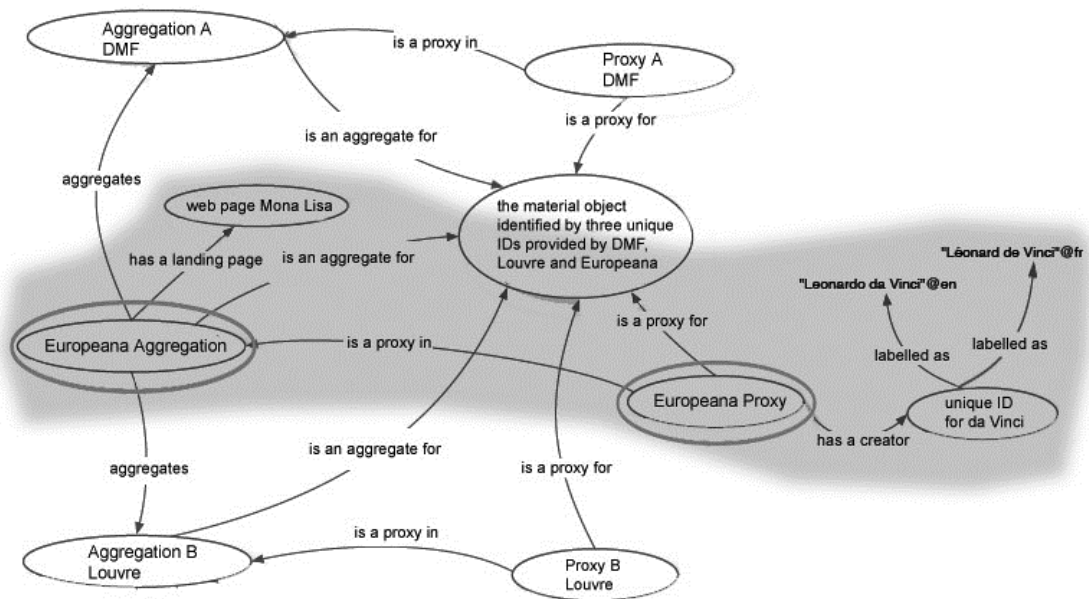 Aggregation A
DMF
is a proxy in
Proxy A
DMF
is a proxy for
is an aggregate for
aggregates
web page Mona Lisa
the material object
identified by three unique
IDs provided by DMF,
Louvre and Europeana
has a landing page
is an aggregate for
"Léonard de Vinci"@fr
"Leonardo da Vinci"@en
is a proxy for
Europeana Aggregation
is a proxy in
labelled as
labelled as
Europeana Proxy
unique ID
for da Vinci
has a creator
is an aggregate for
aggregates
is a proxy for
is a proxy in
Aggregation B
Louvre
Proxy B
Louvre